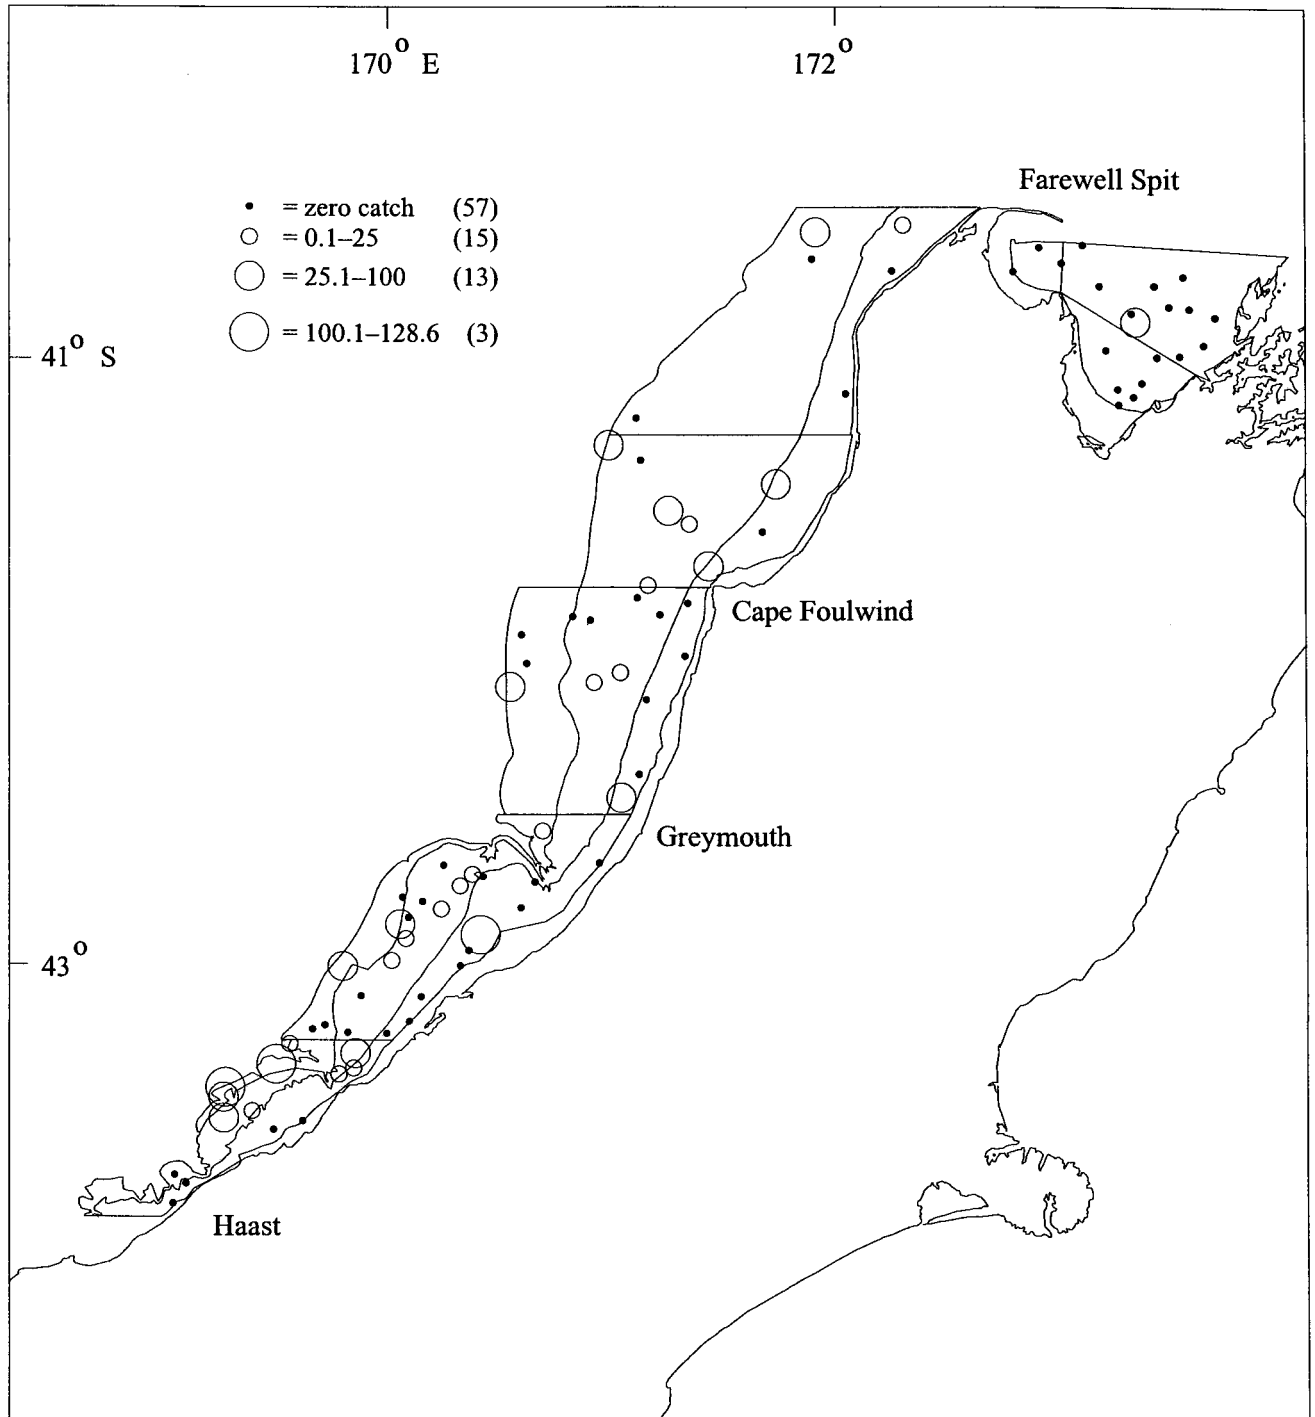 170° E
172°
Farewell Spit
= zero catch (57)
= 0.1–25 (15)
= 25.1–100 (13)
= 100.1–128.6 (3)
41° S
Cape Foulwind
Greymouth
43°
Haast